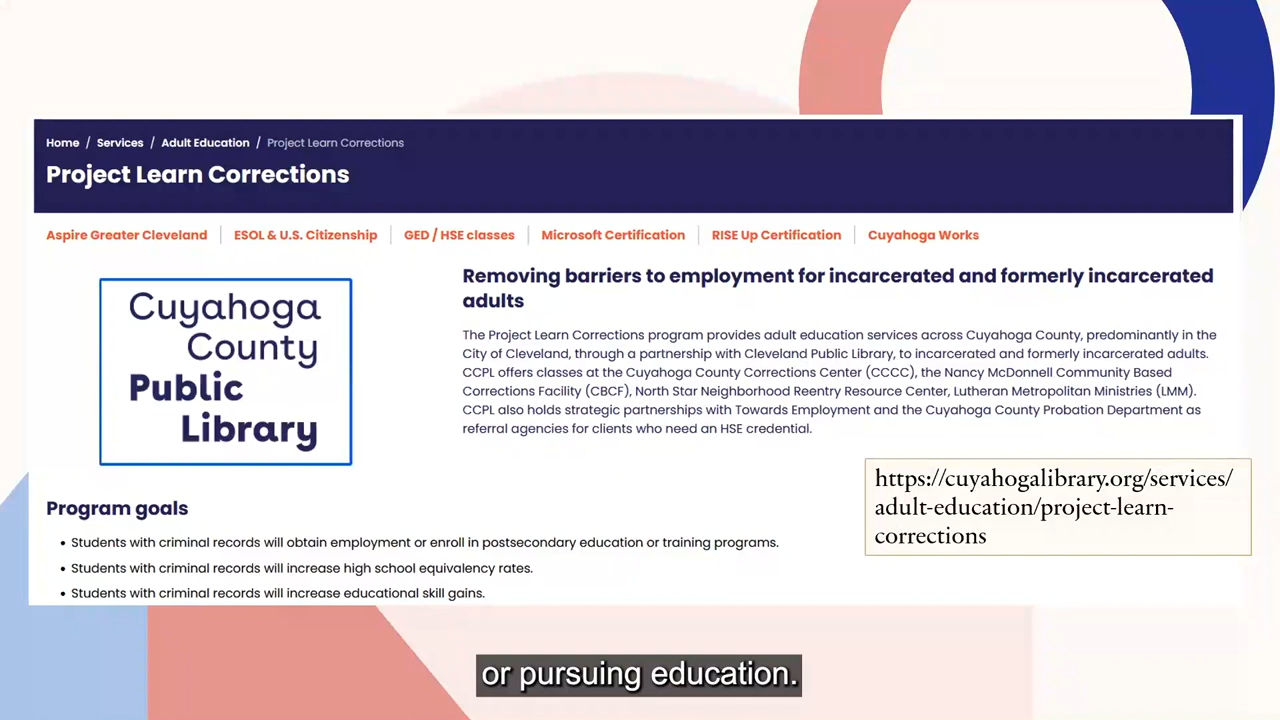 Home / Services / Adult Education / Project Learn Corrections
Project Learn Corrections
Aspire Greater Cleveland | ESOL & U.S. Citizenship | GED / HSE classes | Microsoft Certification | RISE Up Certification | Cuyahoga Works
Cuyahoga
County
Public
Library
Removing barriers to employment for incarcerated and formerly incarcerated
adults
The Project Learn Corrections program provides adult education services across Cuyahoga County, predominantly in the
City of Cleveland, through a partnership with Cleveland Public Library, to incarcerated and formerly incarcerated adults.
CCPL offers classes at the Cuyahoga County Corrections Center (CCCC), the Nancy McDonnell Community Based
Corrections Facility (CBCF), North Star Neighborhood Reentry Resource Center, Lutheran Metropolitan Ministries (LMM).
CCPL also holds strategic partnerships with Towards Employment and the Cuyahoga County Probation Department as
referral agencies for clients who need an HSE credential.
https://cuyahogalibrary.org/services/
adult-education/project-learn-
corrections
Program goals
• Students with criminal records will obtain employment or enroll in postsecondary education or training programs.
• Students with criminal records will increase high school equivalency rates.
• Students with criminal records will increase educational skill gains.
or pursuing education.